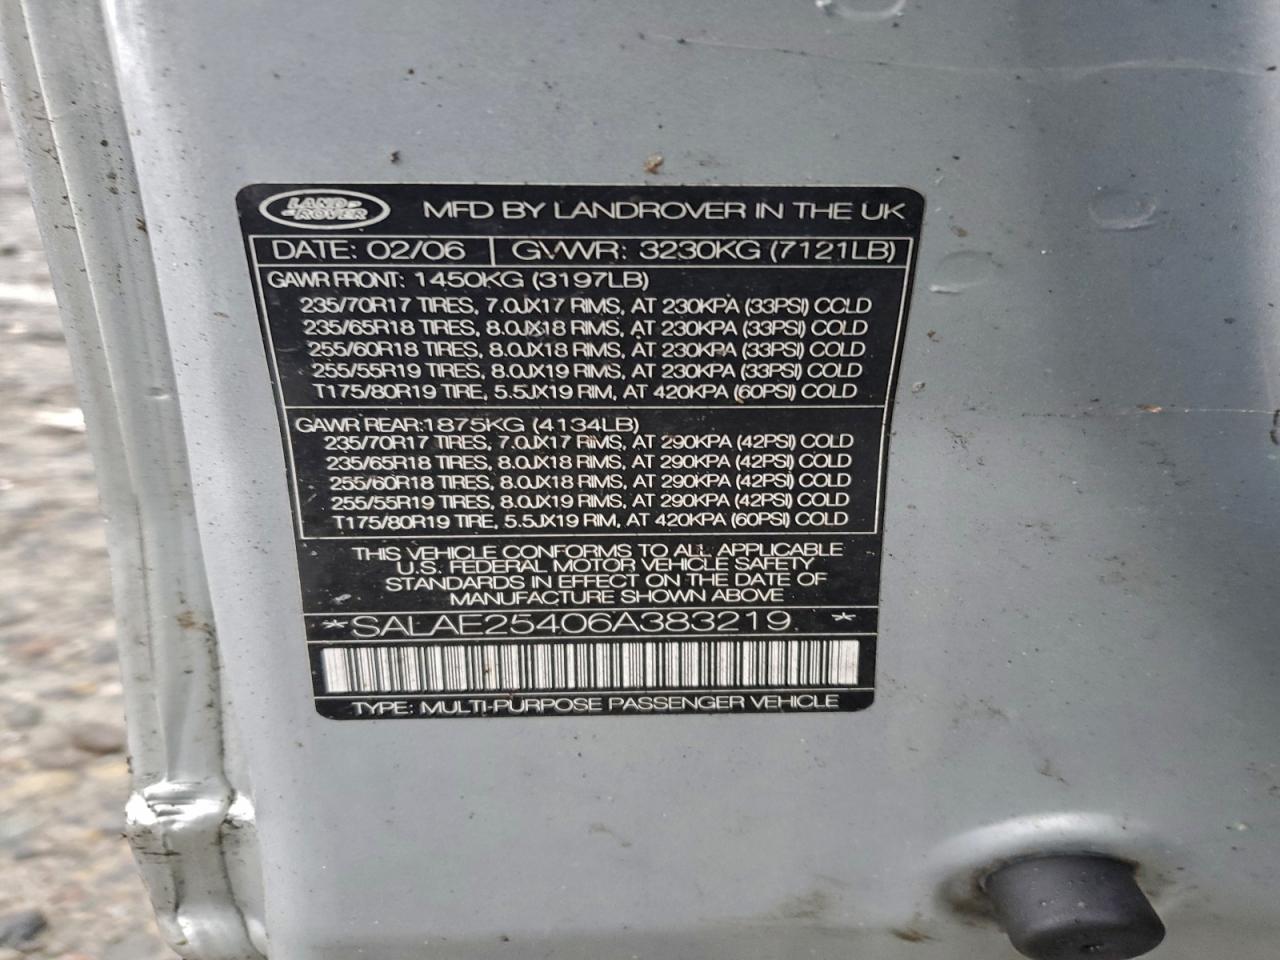 LAND-
-ROVER
MFD BY LANDROVER IN THE UK
DATE: 02/06 GVWR: 3230KG (7121LB)
GAWR FRONT: 1450KG (3197LB)
235/70R17 TIRES, 7.0JX17 RIMS, AT 230KPA (33PSI) COLD
235/65R18 TIRES, 8.0JX18 RIMS, AT 230KPA (33PSI) COLD
255/60R18 TIRES, 8.0JX18 RIMS, AT 230KPA (33PSI) COLD
255/55R19 TIRES, 8.0JX19 RIMS, AT 230KPA (33PSI) COLD
T175/80R19 TIRE, 5.5JX19 RIM, AT 420KPA (60PSI) COLD
GAWR REAR:1875KG (4134LB)
235/70R17 TIRES, 7.0JX17 RIMS, AT 290KPA (42PSI) COLD
235/65R18 TIRES, 8.0JX18 RIMS, AT 290KPA (42PSI) COLD
255/60R18 TIRES, 8.0JX18 RIMS, AT 290KPA (42PSI) COLD
255/55R19 TIRES, 8.0JX19 RIMS, AT 290KPA (42PSI) COLD
T175/80R19 TIRE, 5.5JX19 RIM, AT 420KPA (60PSI) COLD
THIS VEHICLE CONFORMS TO ALL APPLICABLE
U.S. FEDERAL MOTOR VEHICLE SAFETY
STANDARDS IN EFFECT ON THE DATE OF
MANUFACTURE SHOWN ABOVE
*SALAE25406A383219. *
TYPE: MULTI-PURPOSE PASSENGER VEHICLE